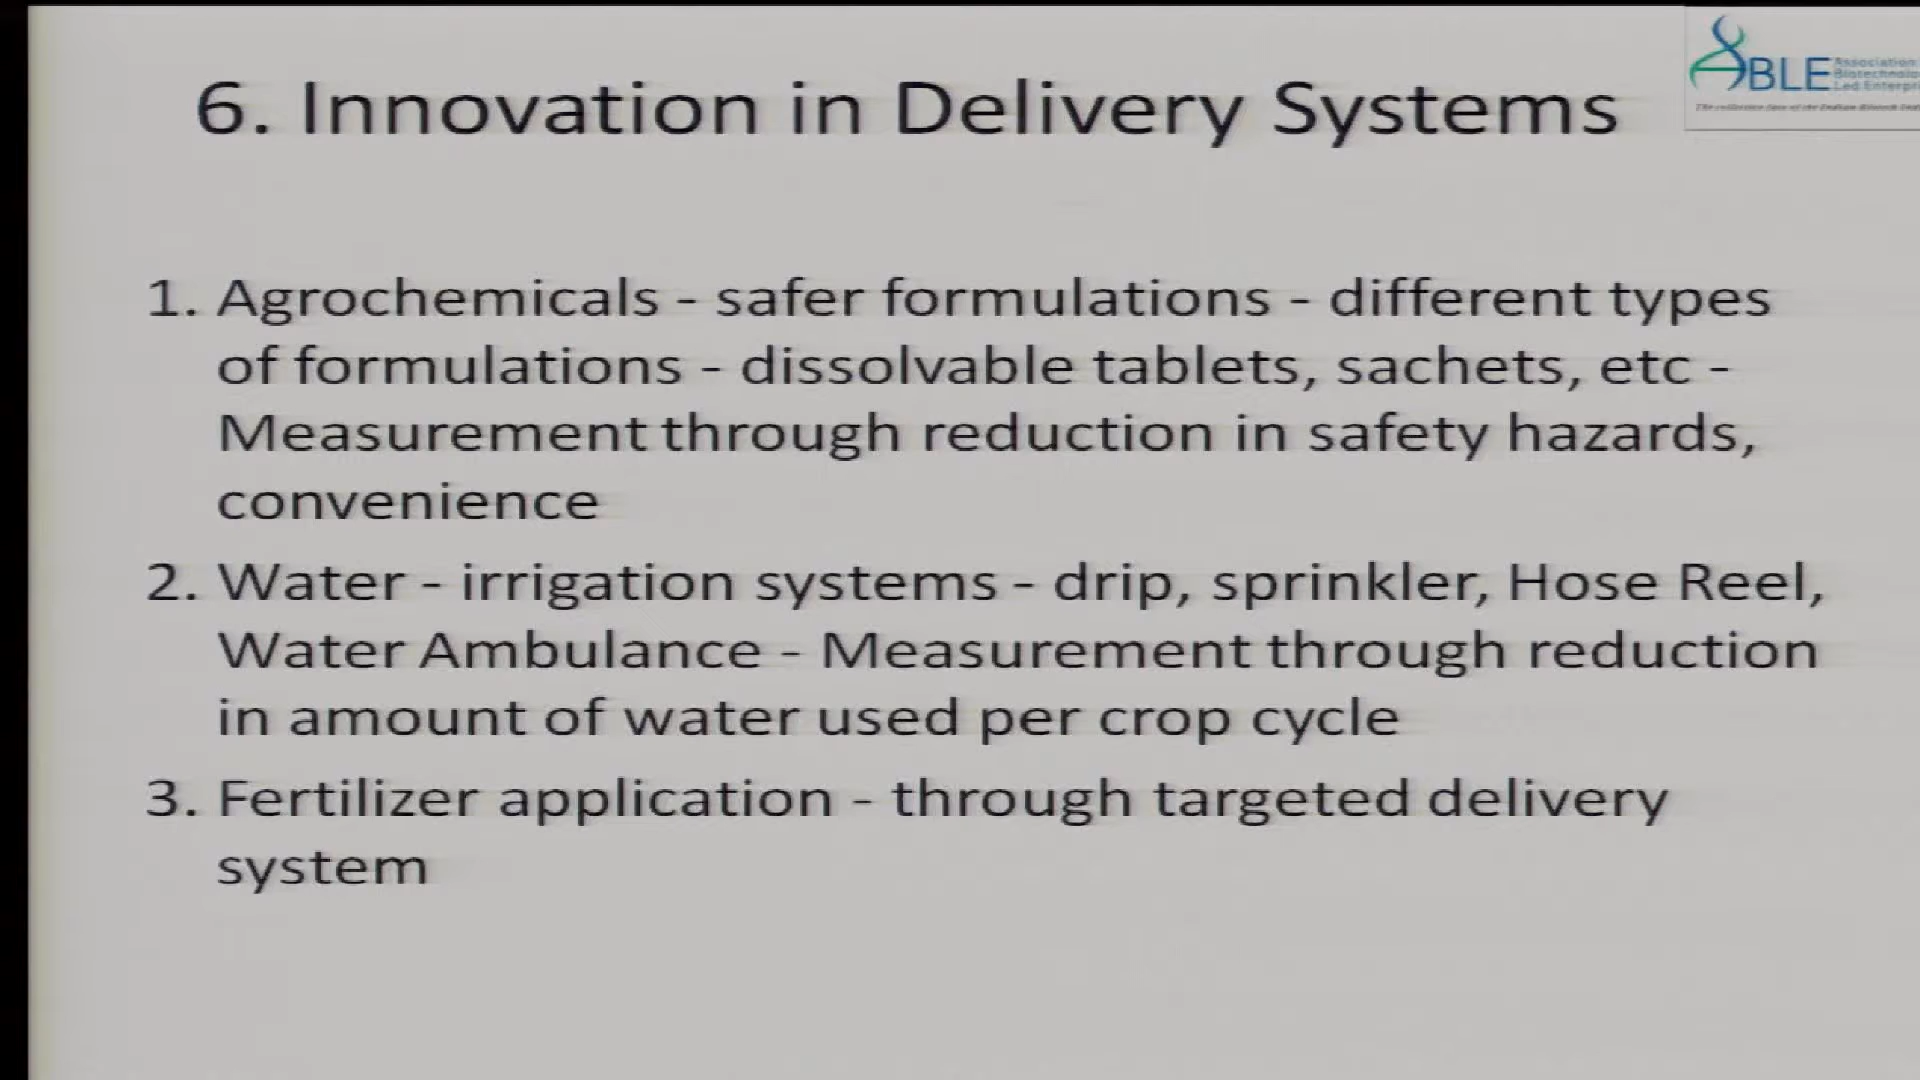 6. Innovation in Delivery Systems
ABLE
Association
1. Agrochemicals - safer formulations - different types
of formulations - dissolvable tablets, sachets, etc -
Measurement through reduction in safety hazards,
convenience
2. Water - irrigation systems - drip, sprinkler, Hose Reel,
Water Ambulance - Measurement through reduction
in amount of water used per crop cycle
3. Fertilizer application - through targeted delivery
system